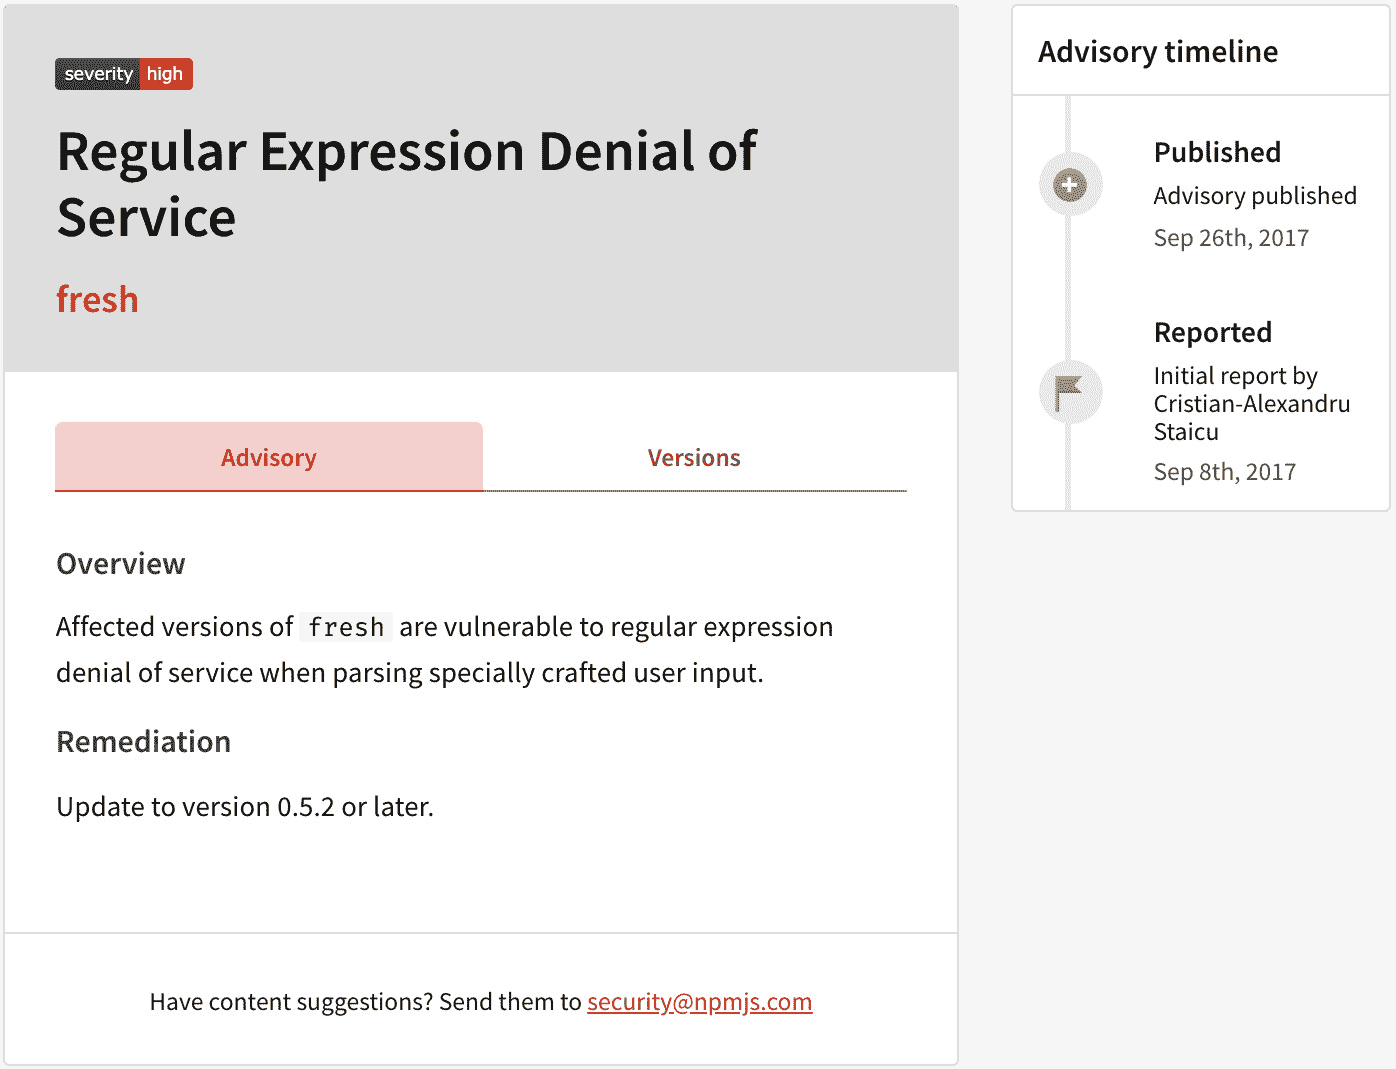 severity high
Regular Expression Denial of
Service
fresh
Advisory
Versions
Overview
Affected versions of fresh are vulnerable to regular expression
denial of service when parsing specially crafted user input.
Remediation
Update to version 0.5.2 or later.
Have content suggestions? Send them to security@npmjs.com
Advisory timeline
Published
Advisory published
Sep 26th, 2017
Reported
Initial report by
Cristian-Alexandru
Staicu
Sep 8th, 2017